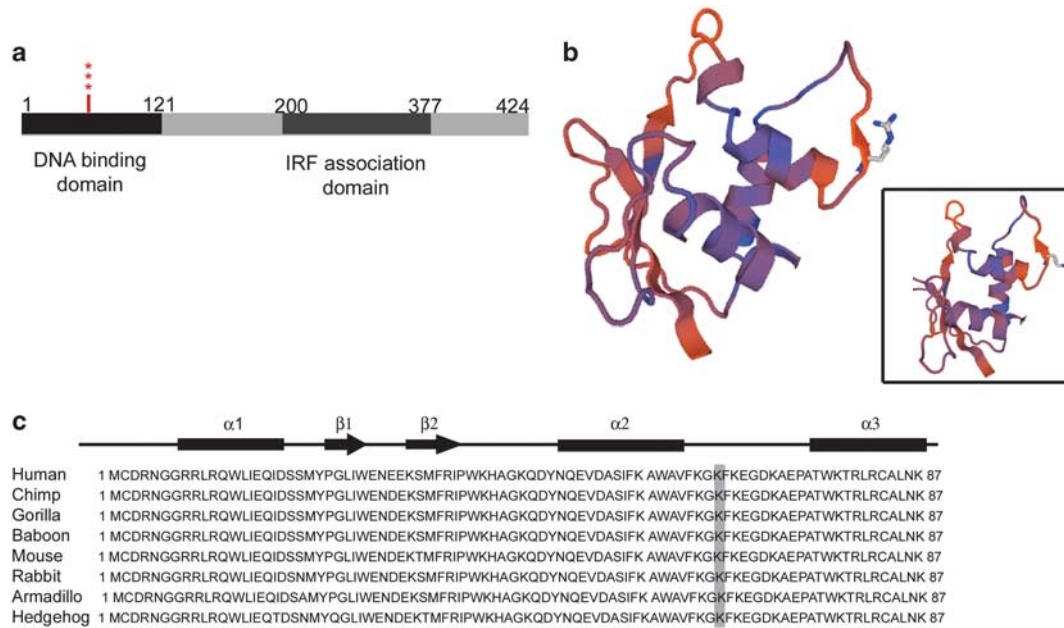 a
b
***
1 121 200 377 424
DNA binding
domain
IRF association
domain
c
α1 β1 β2 α2 α3
Human 1 MCDRNGGRRLRQWLIEQIDSSMYPGLIWENEEKSMFRIPWKHAGKQDYNQEVDASIFK AWAVFKGKFKEGDKAEPATWKTRLRCALNK 87
Chimp 1 MCDRNGGRRLRQWLIEQIDSSMYPGLIWENDEKSMFRIPWKHAGKQDYNQEVDASIFK AWAVFKGKFKEGDKAEPATWKTRLRCALNK 87
Gorilla 1 MCDRNGGRRLRQWLIEQIDSSMYPGLIWENDEKSMFRIPWKHAGKQDYNQEVDASIFK AWAVFKGKFKEGDKAEPATWKTRLRCALNK 87
Baboon 1 MCDRNGGRRLRQWLIEQIDSSMYPGLIWENDEKSMFRIPWKHAGKQDYNQEVDASIFK AWAVFKGKFKEGDKAEPATWKTRLRCALNK 87
Mouse 1 MCDRNGGRRLRQWLIEQIDSSMYPGLIWENDEKTMFRIPWKHAGKQDYNQEVDASIFK AWAVFKGKFKEGDKAEPATWKTRLRCALNK 87
Rabbit 1 MCDRNGGRRLRQWLIEQIDSNMYPGLIWENDEKSMFRIPWKHAGKQDYNQEVDASIFK AWAVFKGKFKEGDKAEPATWKTRLRCALNK 87
Armadillo 1 MCDRNGGRRLRQWLIEQIDSAMYPGLIWENDEKSMFRIPWKHAGKQDYNQEVDASIFK AWAVFKGKFKEGDKAEPATWKTRLRCALNK 87
Hedgehog 1 MCDRNGGRRLRQWLIEQTDSNMYQGLIWENDEKTMFRIPWKHAGKQDYNQEVDASIFK AWAVFKGKFKEGDKAEPATWKTRLRCALNK 87